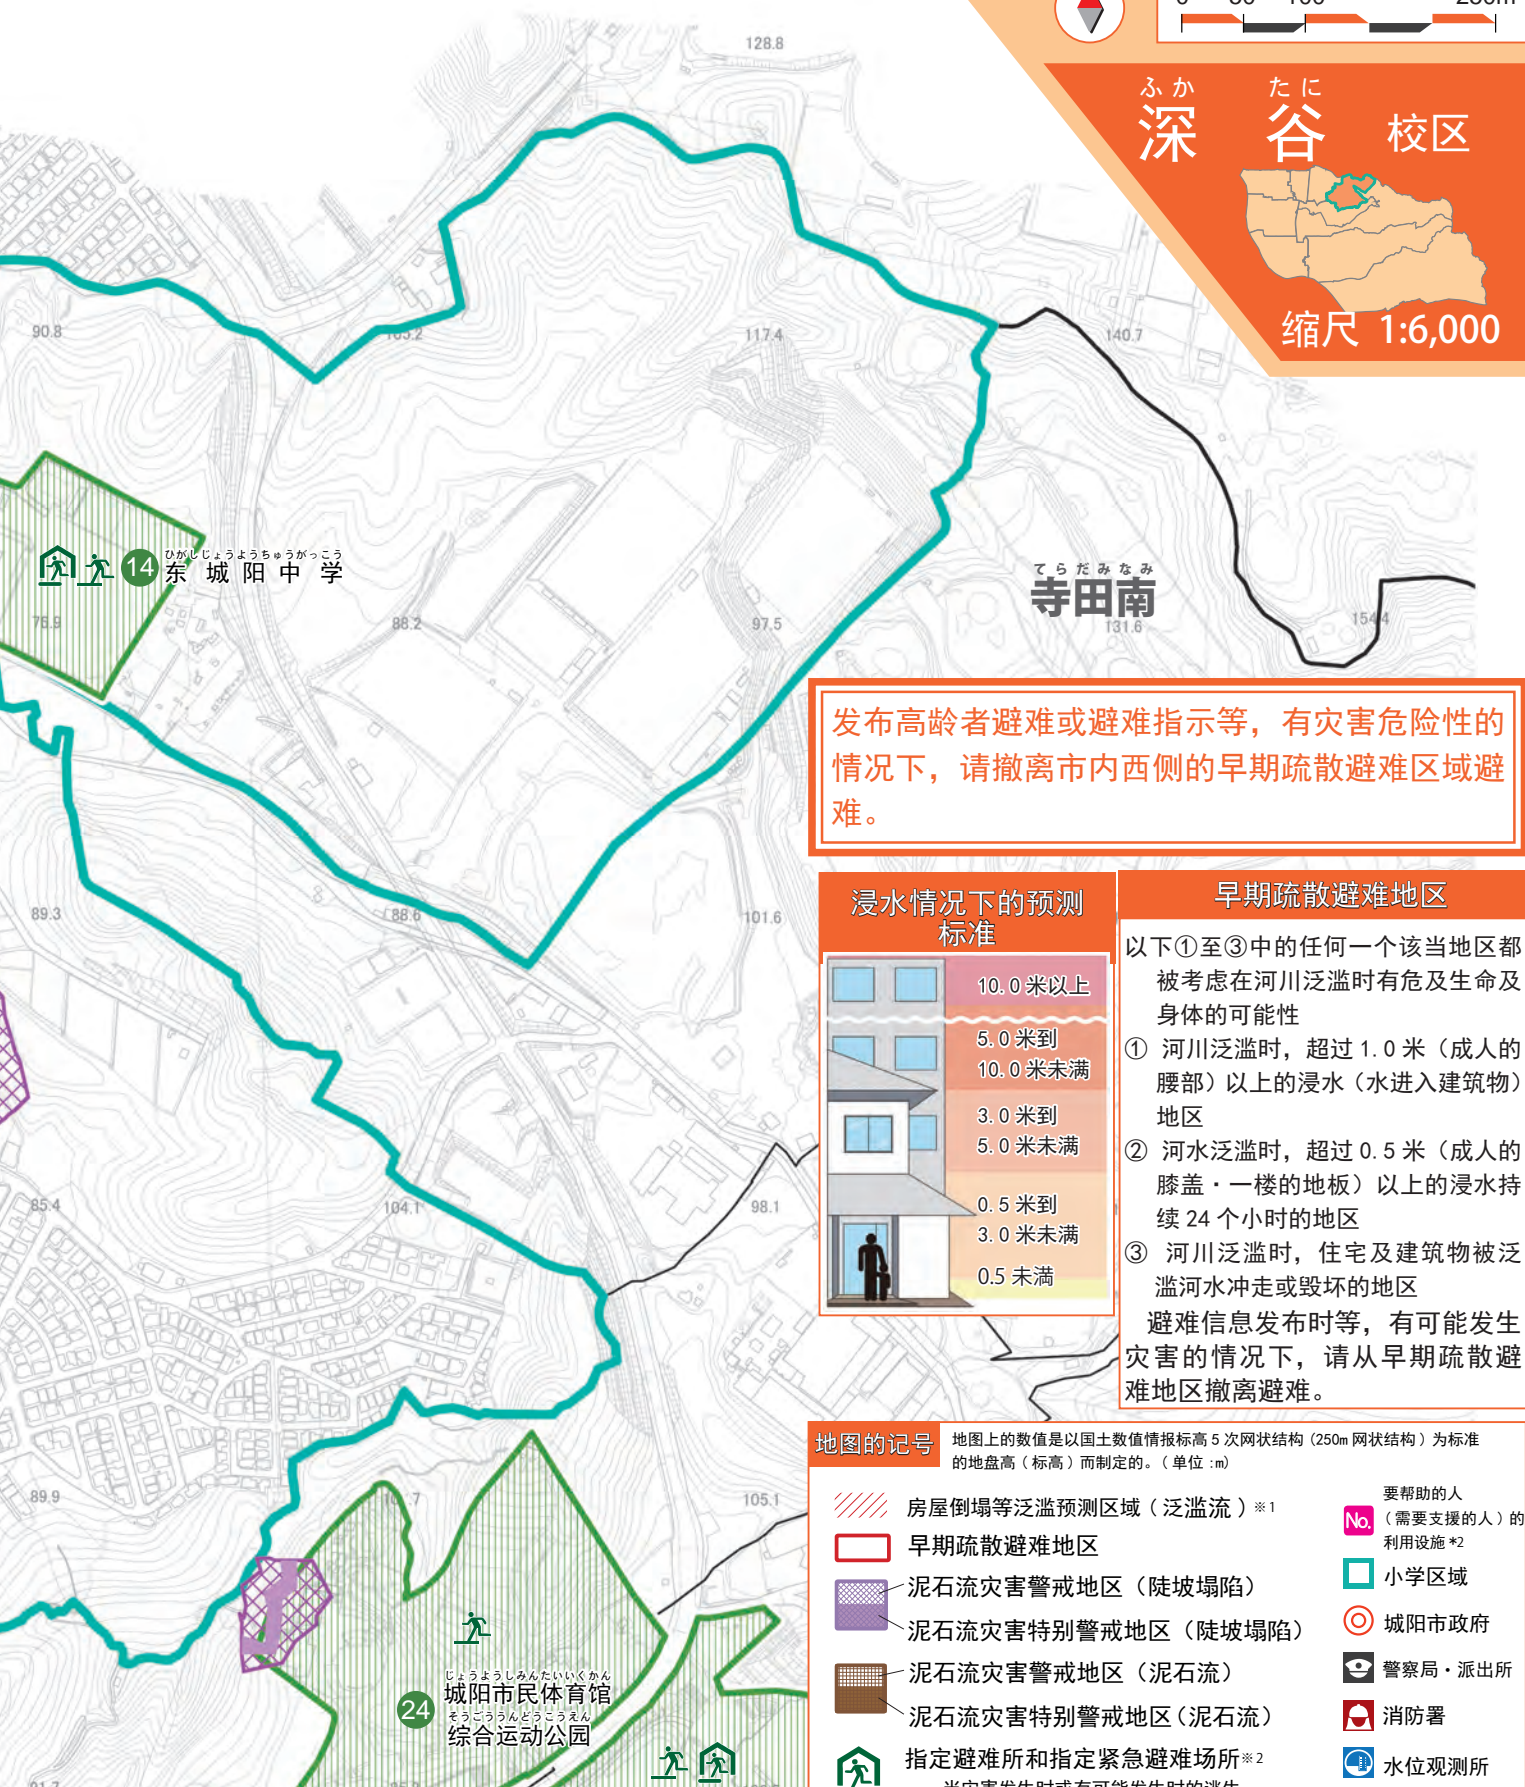 128.8
0 50 100 250m
ふか たに
深 谷 校区
缩尺 1:6,000
90.8
105.2
117.4
140.7
ひがしじょうようちゅうがっこう
14 东 城 阳 中 学
75.9
88.2
97.5
てらだみなみ
寺田南
131.6
154.4
发布高龄者避难或避难指示等，有灾害危险性的
情况下，请撤离市内西侧的早期疏散避难区域避
难。
89.3
88.6
101.6
浸水情况下的预测
标准
10.0 米以上
5.0 米到
10.0 米未满
3.0 米到
5.0 米未满
0.5 米到
3.0 米未满
0.5 未满
早期疏散避难地区
以下①至③中的任何一个该当地区都
被考虑在河川泛滥时有危及生命及
身体的可能性
① 河川泛滥时，超过 1.0 米（成人的
腰部）以上的浸水（水进入建筑物）
地区
② 河水泛滥时，超过 0.5 米（成人的
膝盖・一楼的地板）以上的浸水持
续 24 个小时的地区
③ 河川泛滥时，住宅及建筑物被泛
滥河水冲走或毁坏的地区
避难信息发布时等，有可能发生
灾害的情况下，请从早期疏散避
难地区撤离避难。
85.4
104.1
98.1
89.9
105.1
地图的记号
地图上的数值是以国土数值情报标高 5 次网状结构 (250m 网状结构 ) 为标准
的地盘高（标高）而制定的。（单位 :m)
房屋倒塌等泛滥预测区域（泛滥流）※1
早期疏散避难地区
泥石流灾害警戒地区（陡坡塌陷）
泥石流灾害特别警戒地区（陡坡塌陷）
泥石流灾害警戒地区（泥石流）
泥石流灾害特别警戒地区（泥石流）
指定避难所和指定紧急避难场所※2
当灾害发生时或有可能发生时的逃生
要帮助的人
No. （需要支援的人）的
利用设施 *2
小学区域
城阳市政府
警察局・派出所
消防署
水位观测所
じょうようしみんたいいくかん
24 城阳市民体育馆
そうごううんどうこうえん
综合运动公园